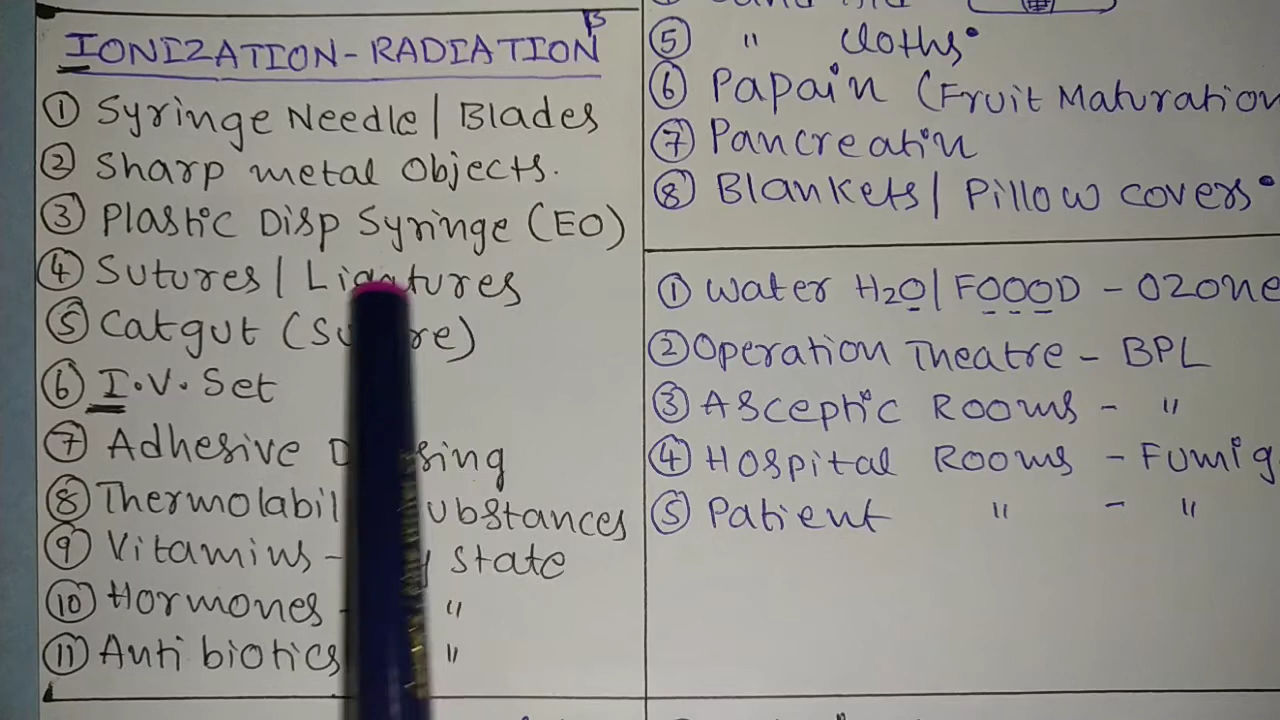 B
IONIZATION-RADIATION
① Syringe Needle | Blades
② Sharp metal Objects.
③ Plastic Disp Syringe (EO)
④ Sutures | Ligatures
⑤ Catgut (Suture)
⑥ I.V. Set
⑦ Adhesive
⑧ Thermolabil ubstances
⑨ Vitamins - State
⑩ Hormones - "
⑪ Anti biotics "
⑤ " Cloths
⑥ Papain (Fruit Maturation
⑦ Pancreatin
⑧ Blankets | Pillow covers
① Water H2O | FOOOD - OZone
② Operation Theatre - BPL
③ Asceptic Rooms - "
④ Hospital Rooms - Fumig
⑤ Patient " - "